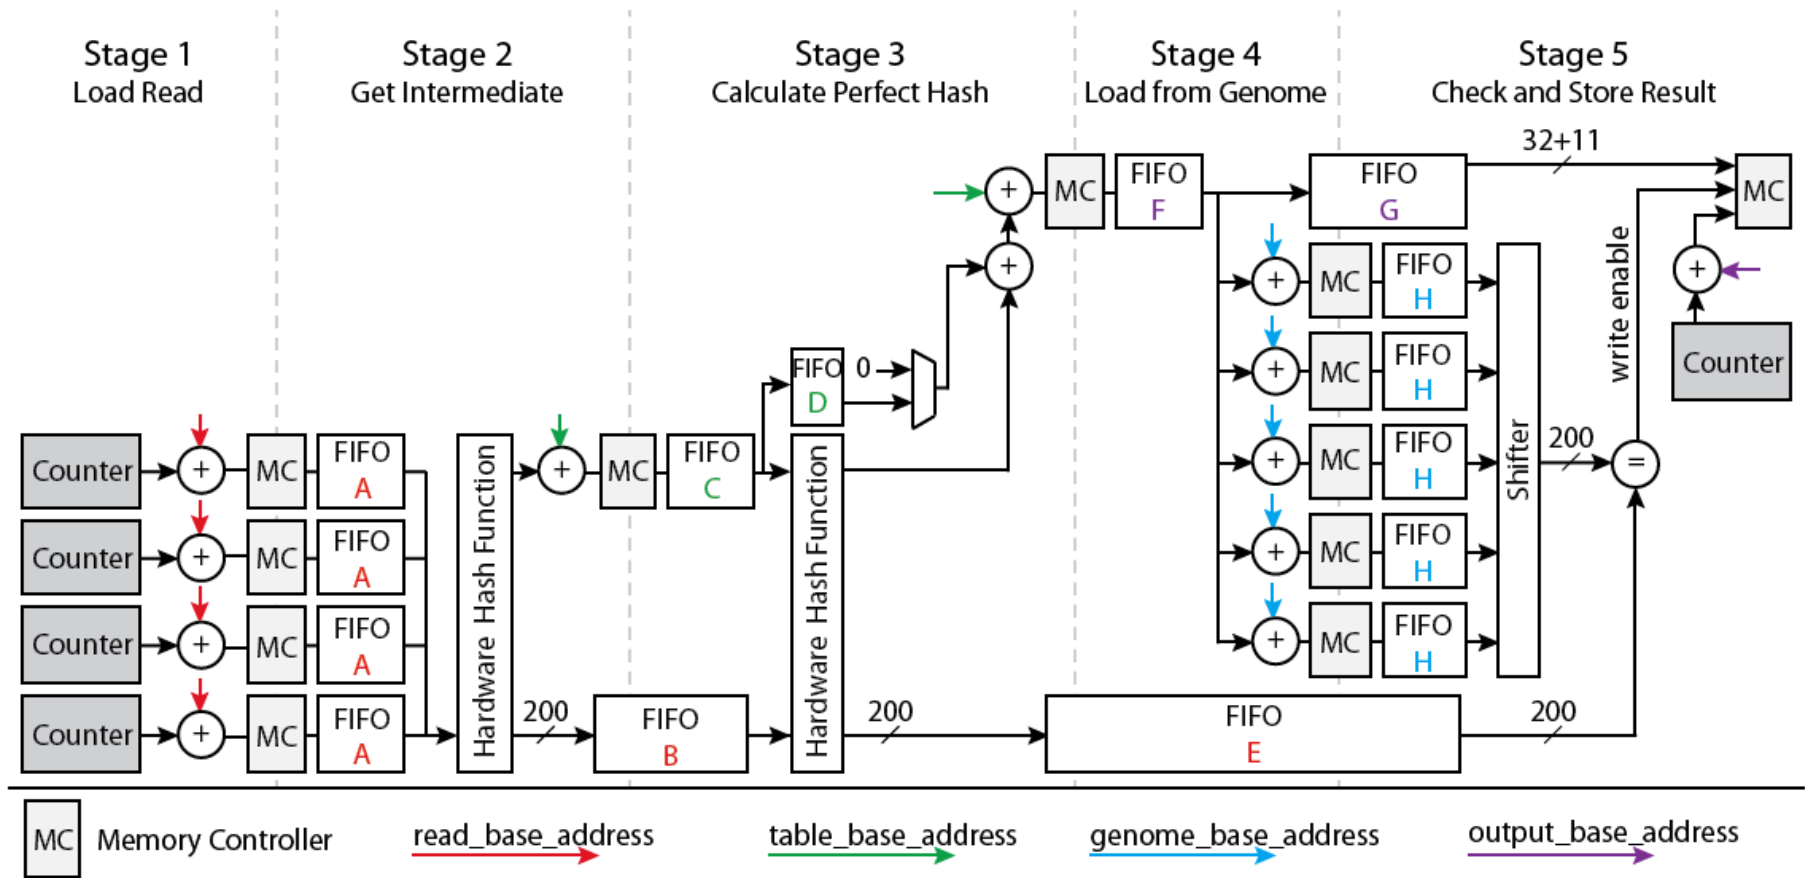 Stage 1
Load Read
Stage 2
Get Intermediate
Stage 3
Calculate Perfect Hash
Stage 4
Load from Genome
Stage 5
Check and Store Result
Counter
+
MC
FIFO
A
Counter
+
MC
FIFO
A
Counter
+
MC
FIFO
A
Counter
+
MC
FIFO
A
Hardware Hash Function
200
+
MC
FIFO
C
FIFO
B
FIFO
D
0
Hardware Hash Function
200
+
+
MC
FIFO
F
FIFO
G
32+11
MC
+
MC
FIFO
H
+
MC
FIFO
H
+
MC
FIFO
H
+
MC
FIFO
H
+
MC
FIFO
H
Shifter
200
=
write enable
+
Counter
FIFO
E
200
MC
Memory Controller
read_base_address
table_base_address
genome_base_address
output_base_address